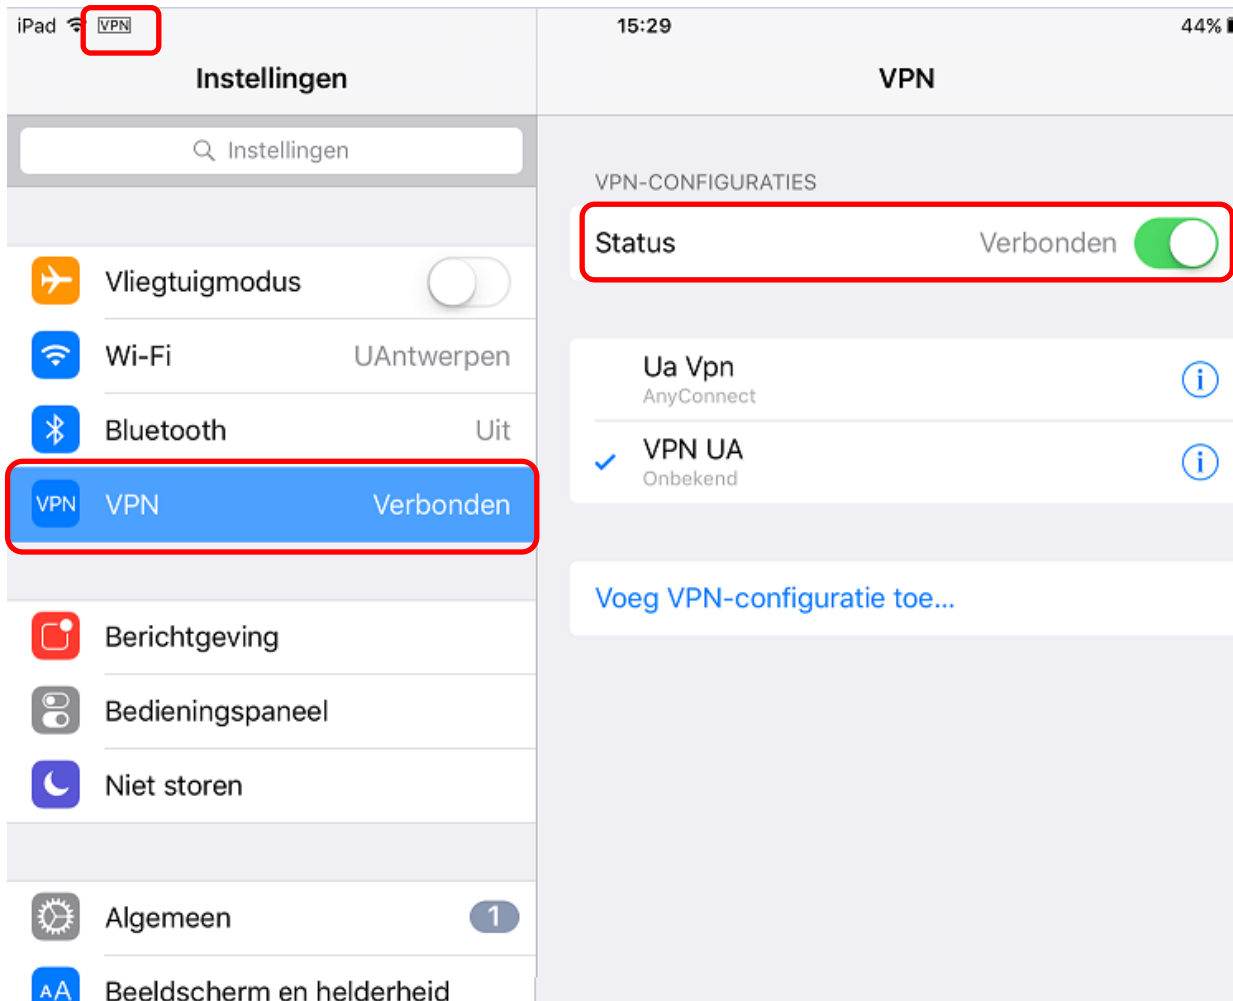 iPad VPN 15:29 44%
Instellingen
VPN
Instellingen
Vliegtuigmodus
Wi-Fi UAntwerpen
Bluetooth Uit
VPN VPN Verbonden
Berichtgeving
Bedieningspaneel
Niet storen
Algemeen 1
AA Beeldscherm en helderheid
VPN-CONFIGURATIES
Status Verbonden
Ua Vpn
AnyConnect
VPN UA
Onbekend
Voeg VPN-configuratie toe...